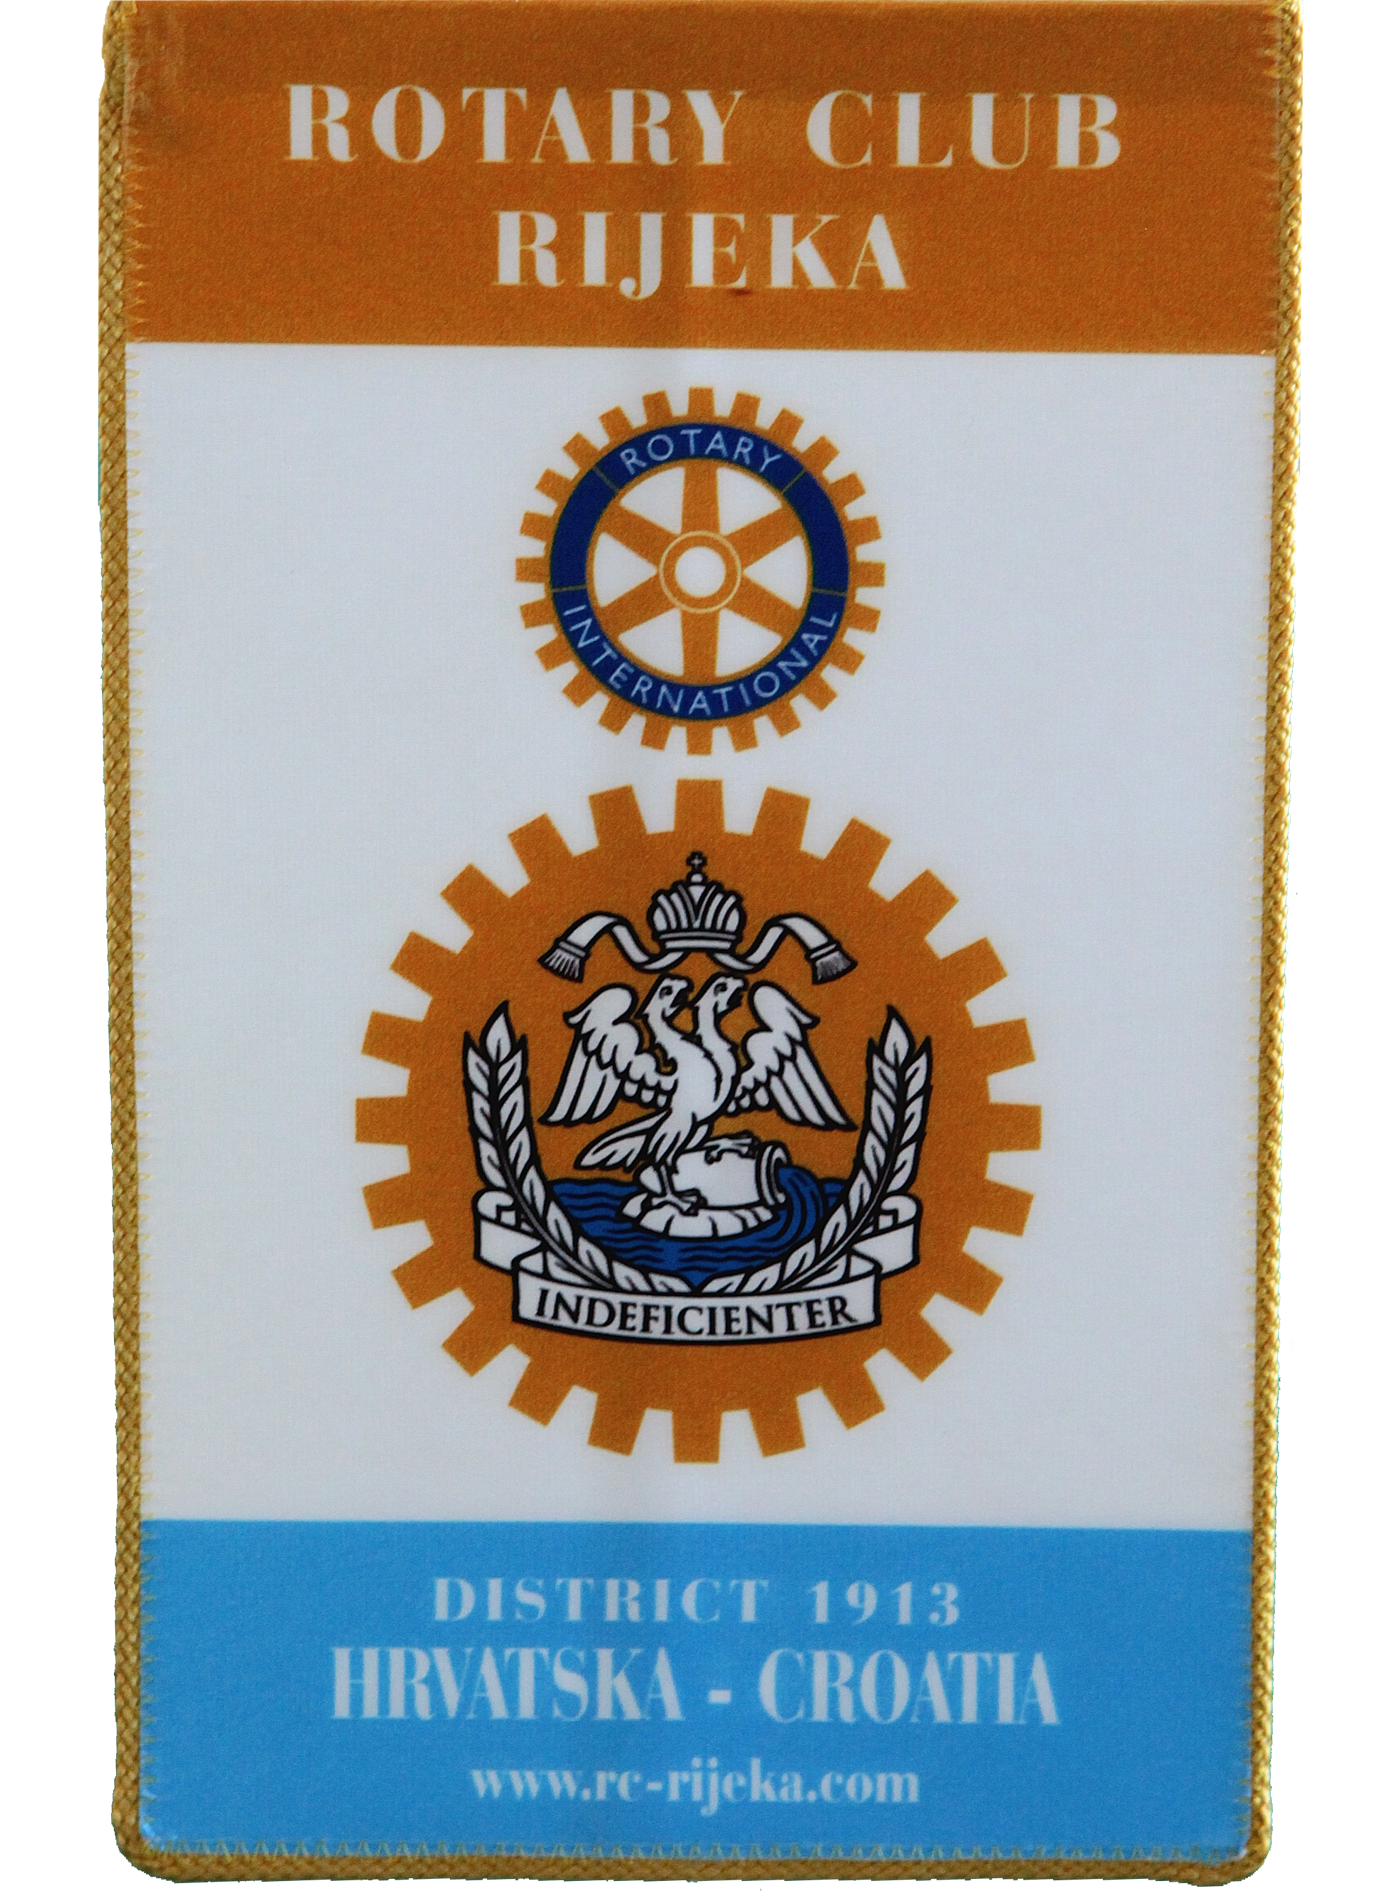 ROTARY CLUB
RIJEKA
ROTARY
INTERNATIONAL
INDEFICIENTER
DISTRICT 1913
HRVATSKA - CROATIA
www.rc-rijeka.com